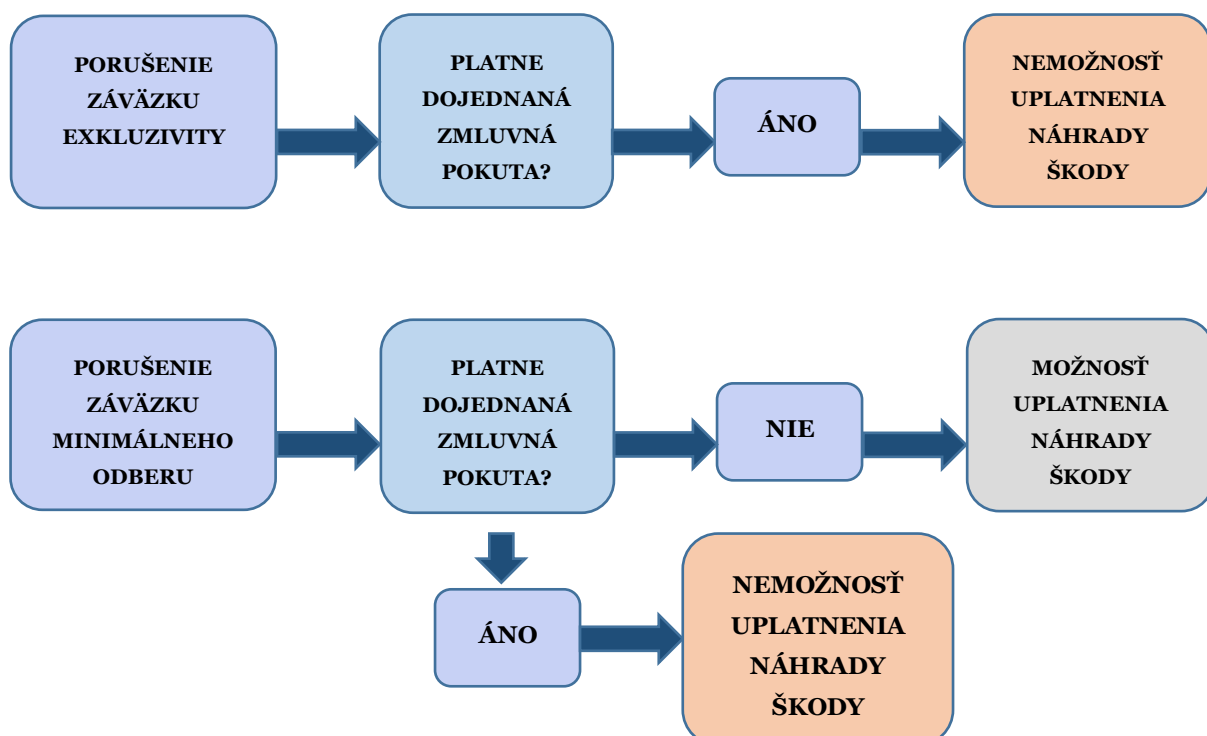 PORUŠENIE
ZÁVÄZKU
EXKLUZIVITY
PLATNE
DOJEDNANÁ
ZMLUVNÁ
POKUTA?
ÁNO
NEMOŽNOSŤ
UPLATNENIA
NÁHRADY
ŠKODY
PORUŠENIE
ZÁVÄZKU
MINIMÁLNEHO
ODBERU
PLATNE
DOJEDNANÁ
ZMLUVNÁ
POKUTA?
NIE
MOŽNOSŤ
UPLATNENIA
NÁHRADY
ŠKODY
ÁNO
NEMOŽNOSŤ
UPLATNENIA
NÁHRADY
ŠKODY